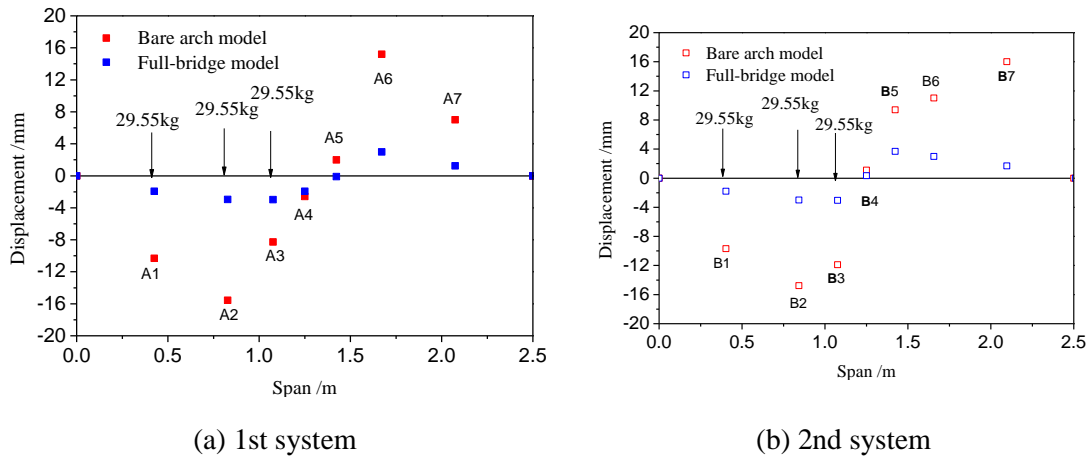 20
16
12
8
4
0
-4
-8
-12
-16
-20
Displacement /mm
Bare arch model
Full-bridge model
29.55kg
29.55kg
29.55kg
A1
A2
A3
A4
A5
A6
A7
0.0
0.5
1.0
1.5
2.0
2.5
Span /m
(a) 1st system
20
16
12
8
4
0
-4
-8
-12
-16
-20
Displacement /mm
Bare arch model
Full-bridge model
29.55kg
29.55kg
29.55kg
B1
B2
B3
B4
B5
B6
B7
0.0
0.5
1.0
1.5
2.0
2.5
Span /m
(b) 2nd system